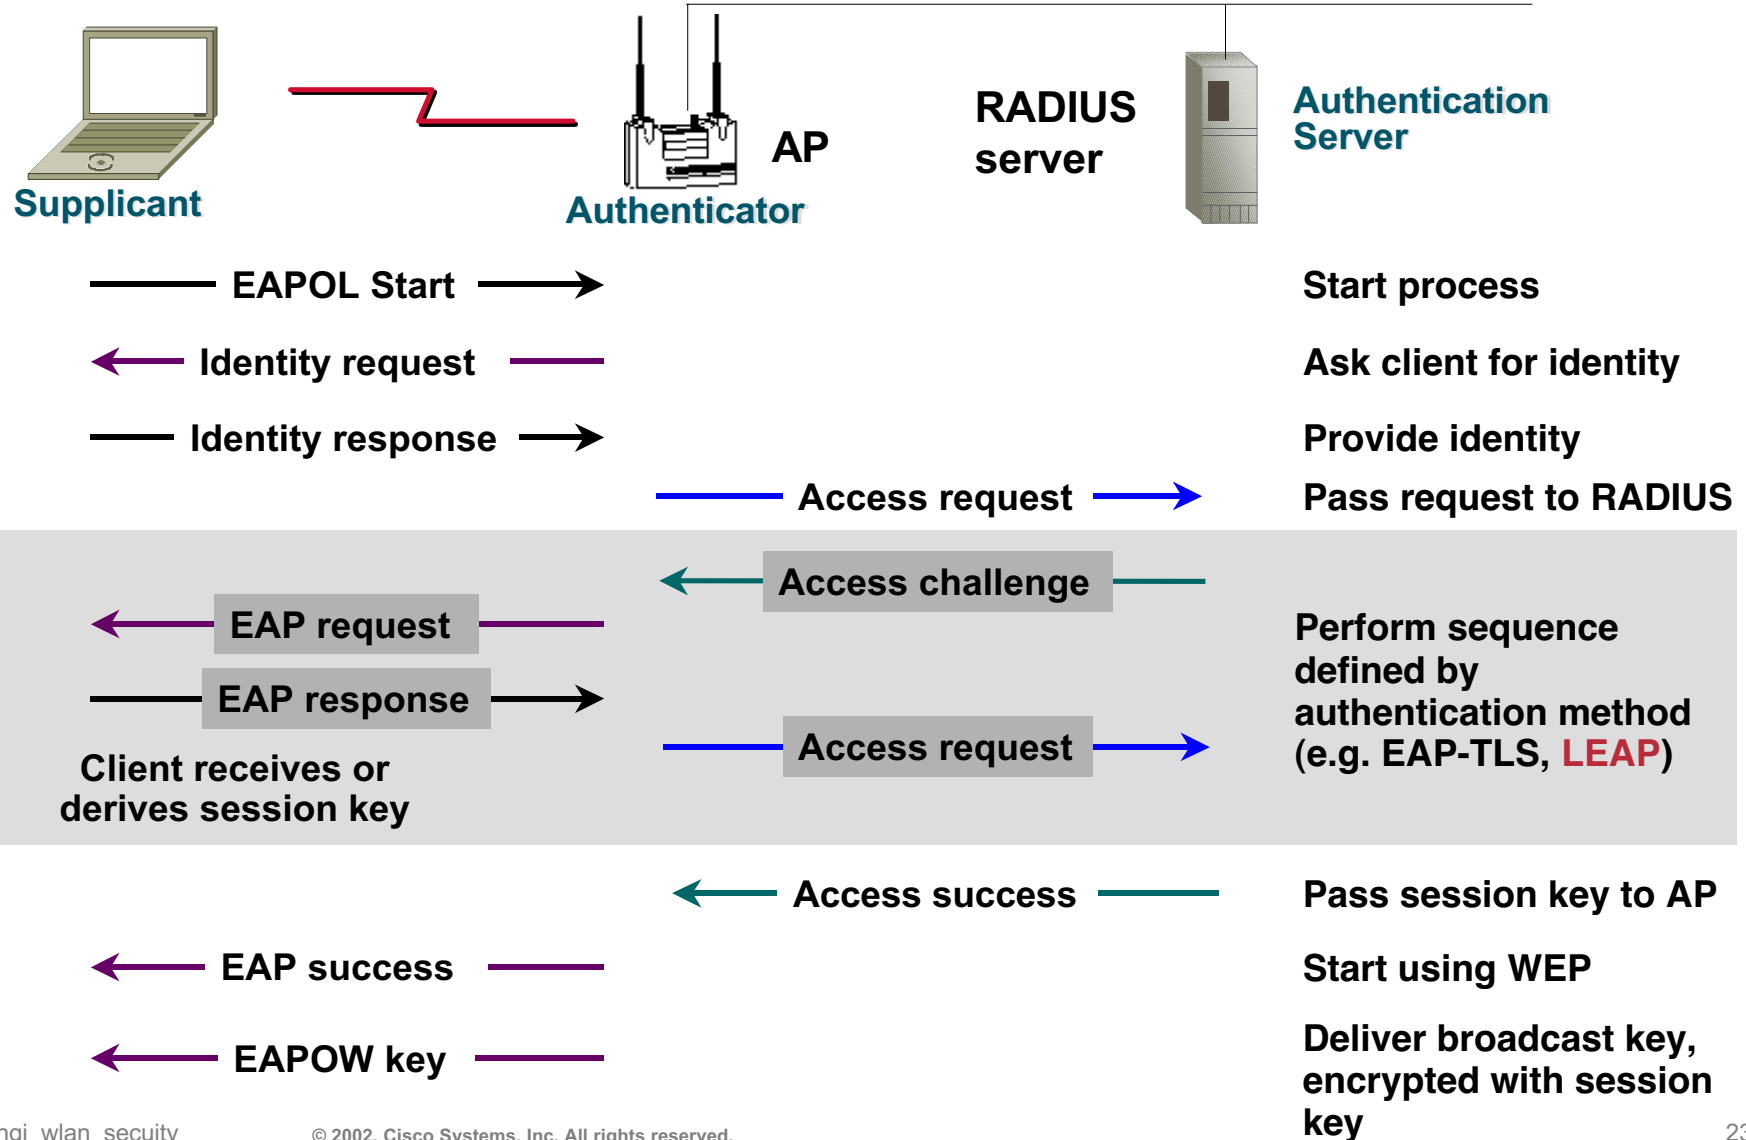 RADIUS
server
Authentication
Server
AP
Supplicant
Authenticator
EAPOL Start
Start process
Identity request
Ask client for identity
Identity response
Provide identity
Access request
Pass request to RADIUS
Access challenge
EAP request
EAP response
Access request
Perform sequence
defined by
authentication method
(e.g. EAP-TLS, LEAP)
Client receives or
derives session key
Access success
Pass session key to AP
EAP success
Start using WEP
EAPOW key
Deliver broadcast key,
encrypted with session
key
wlan_secuity
© 2002, Cisco Systems, Inc. All rights reserved.